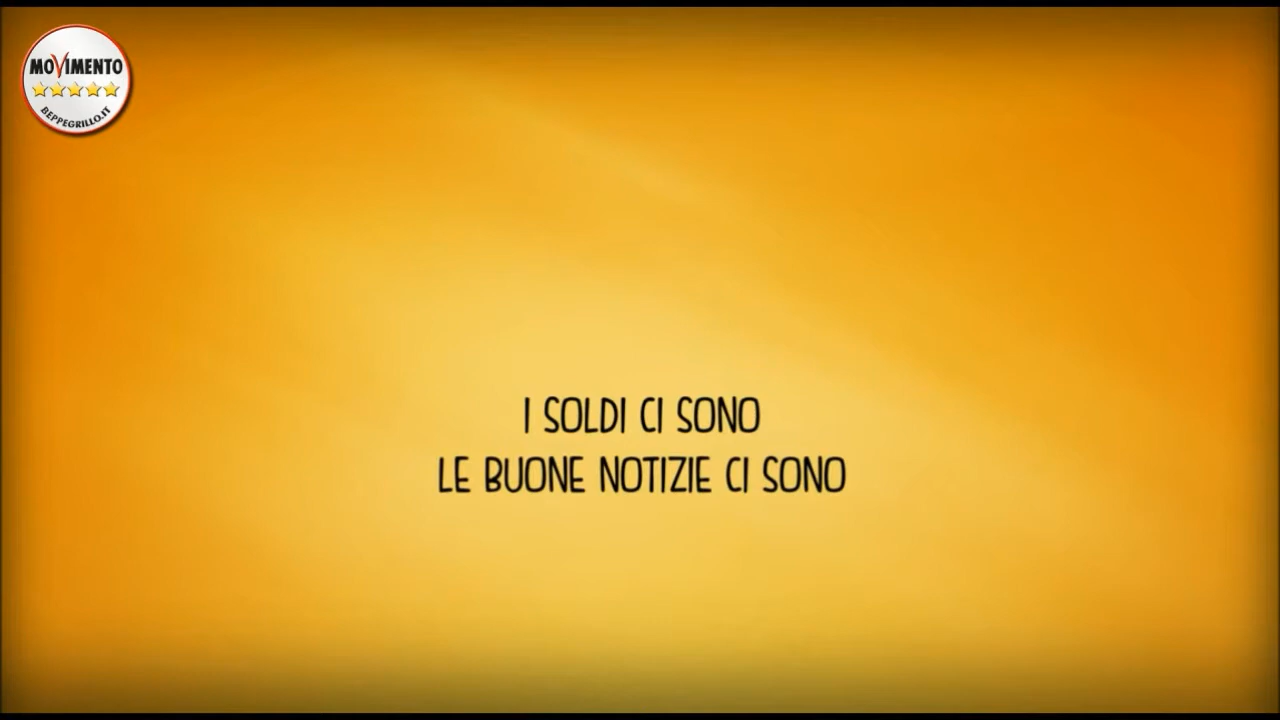 MOVIMENTO
BEPPEGRILLO.IT
I SOLDI CI SONO
LE BUONE NOTIZIE CI SONO